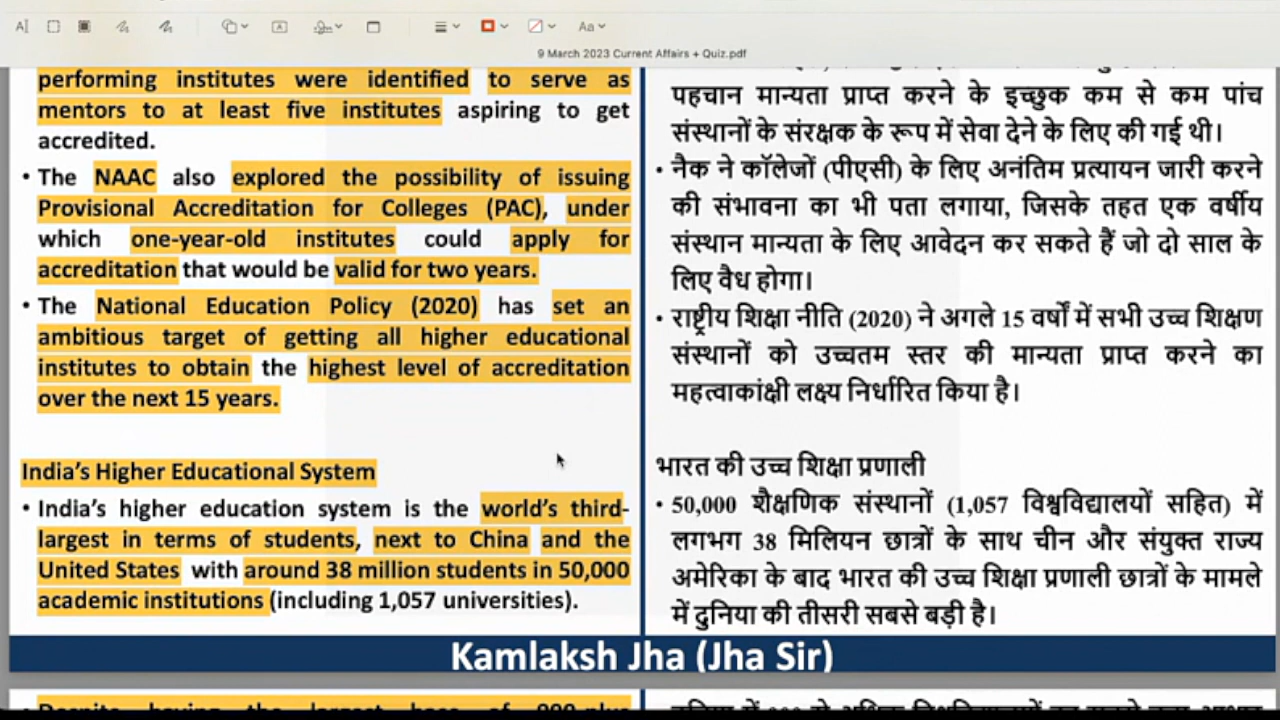 9 March 2023 Current Affairs + Quiz.pdf
performing institutes were identified to serve as
mentors to at least five institutes aspiring to get
accredited.
• The NAAC also explored the possibility of issuing
Provisional Accreditation for Colleges (PAC), under
which one-year-old institutes could apply for
accreditation that would be valid for two years.
• The National Education Policy (2020) has set an
ambitious target of getting all higher educational
institutes to obtain the highest level of accreditation
over the next 15 years.
India's Higher Educational System
• India's higher education system is the world's third-
largest in terms of students, next to China and the
United States with around 38 million students in 50,000
academic institutions (including 1,057 universities).
पहचान मान्यता प्राप्त करने के इच्छुक कम से कम पांच
संस्थानों के संरक्षक के रूप में सेवा देने के लिए की गई थी।
• नैक ने कॉलेजों (पीएसी) के लिए अनंतिम प्रत्यायन जारी करने
की संभावना का भी पता लगाया, जिसके तहत एक वर्षीय
संस्थान मान्यता के लिए आवेदन कर सकते हैं जो दो साल के
लिए वैध होगा।
• राष्ट्रीय शिक्षा नीति (2020) ने अगले 15 वर्षों में सभी उच्च शिक्षण
संस्थानों को उच्चतम स्तर की मान्यता प्राप्त करने का
महत्वाकांक्षी लक्ष्य निर्धारित किया है।
भारत की उच्च शिक्षा प्रणाली
• 50,000 शैक्षणिक संस्थानों (1,057 विश्वविद्यालयों सहित) में
लगभग 38 मिलियन छात्रों के साथ चीन और संयुक्त राज्य
अमेरिका के बाद भारत की उच्च शिक्षा प्रणाली छात्रों के मामले
में दुनिया की तीसरी सबसे बड़ी है।
Kamlaksh Jha (Jha Sir)
• Despite having the largest base of 900-plus